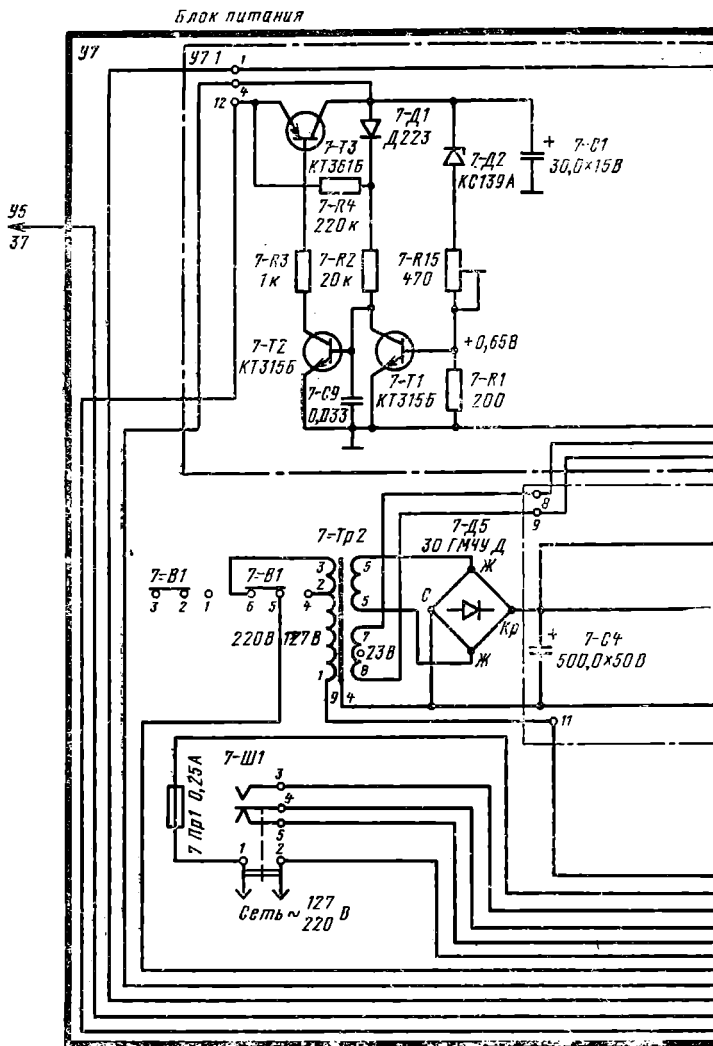 Блок питания
У7
У7 1
1
4
12
7-Д1
Д223
7-Т3
КТ361Б
7-Д2
КС139А
+
7-С1
30,0×15В
7-R4
220к
У5
37
7-R3
1к
7-R2
20к
7-R15
470
+0,65В
7-Т2
КТ315Б
7-С9
0,033
7-Т1
КТ315Б
7-R1
200
8
9
7-Тр2
7-Д5
7-В1
3 2 1
7-В1
6 5 4
3
2
1
9
4
5
5
7
8
23В
220В 127В
С
Ж
Ж
Кр
+
7-С4
500,0×50В
11
7-Ш1
7 Пр1 0,25А
3
4
5
1
2
Сеть ~ 127
220 В